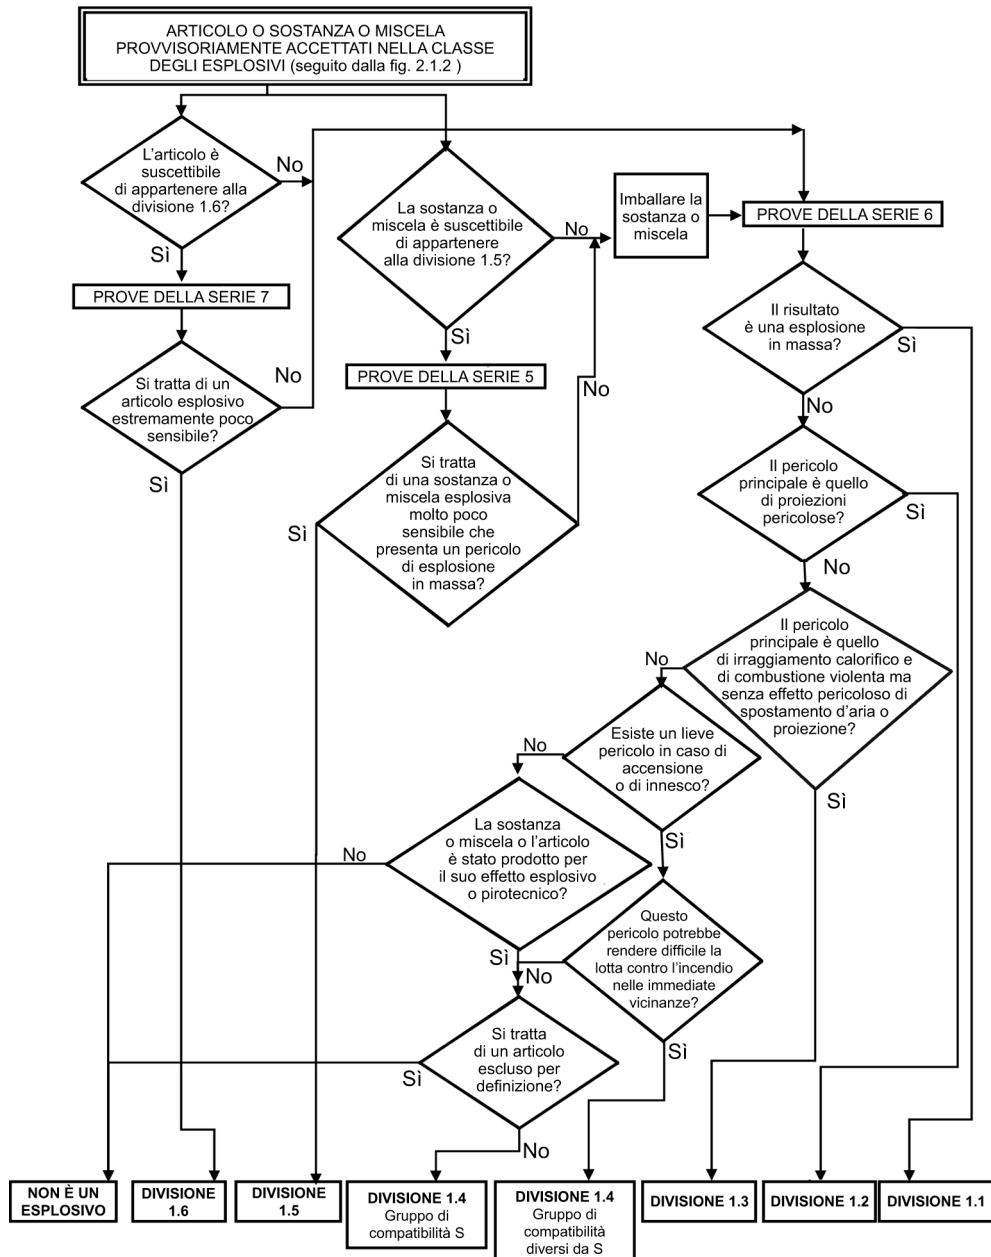 ARTICOLO O SOSTANZA O MISCELA
PROVVISORIAMENTE ACCETTATI NELLA CLASSE
DEGLI ESPLOSIVI (seguito dalla fig. 2.1.2 )
L'articolo è
suscettibile
di appartenere alla
divisione 1.6?
No
Sì
PROVE DELLA SERIE 7
Si tratta di un
articolo esplosivo
estremamente poco
sensibile?
No
Sì
La sostanza o
miscela è suscettibile
di appartenere
alla divisione 1.5?
No
Sì
PROVE DELLA SERIE 5
No
Si tratta
di una sostanza o
miscela esplosiva
molto poco
sensibile che
presenta un pericolo
di esplosione
in massa?
Sì
Imballare la
sostanza o
miscela
PROVE DELLA SERIE 6
Il risultato
è una esplosione
in massa?
Sì
No
Il pericolo
principale è quello
di proiezioni
pericolose?
Sì
No
Il pericolo
principale è quello
di irraggiamento calorifico e
di combustione violenta ma
senza effetto pericoloso di
spostamento d'aria o
proiezione?
No
Sì
Esiste un lieve
pericolo in caso di
accensione
o di innesco?
No
Sì
La sostanza
o miscela o l'articolo
è stato prodotto per
il suo effetto esplosivo
o pirotecnico?
No
Sì
Questo
pericolo potrebbe
rendere difficile la
lotta contro l'incendio
nelle immediate
vicinanze?
No
Sì
Si tratta
di un articolo
escluso per
definizione?
Sì
No
NON È UN
ESPLOSIVO
DIVISIONE
1.6
DIVISIONE
1.5
DIVISIONE 1.4
Gruppo di
compatibilità S
DIVISIONE 1.4
Gruppo di
compatibilità
diversi da S
DIVISIONE 1.3
DIVISIONE 1.2
DIVISIONE 1.1